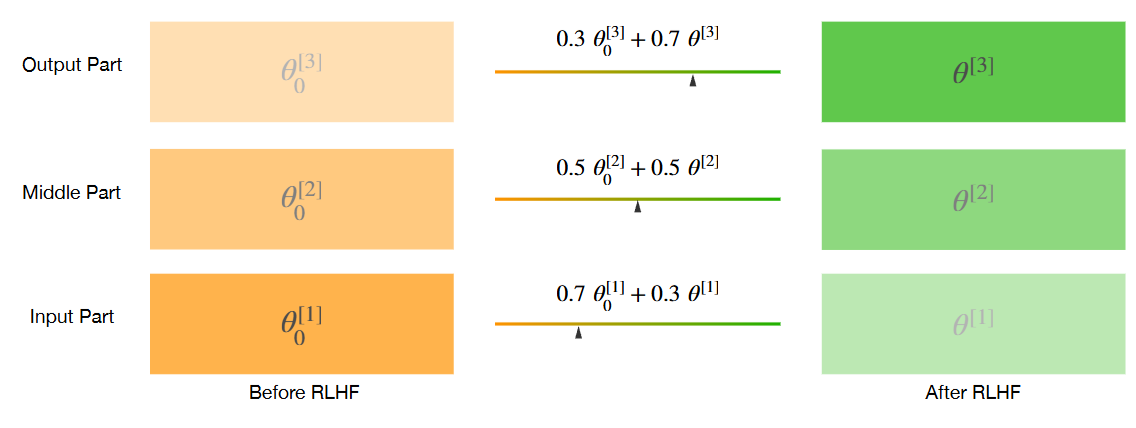 0.3 θ₀^[3] + 0.7 θ^[3]
Output Part
θ₀^[3]
θ^[3]
0.5 θ₀^[2] + 0.5 θ^[2]
Middle Part
θ₀^[2]
θ^[2]
0.7 θ₀^[1] + 0.3 θ^[1]
Input Part
θ₀^[1]
θ^[1]
Before RLHF
After RLHF